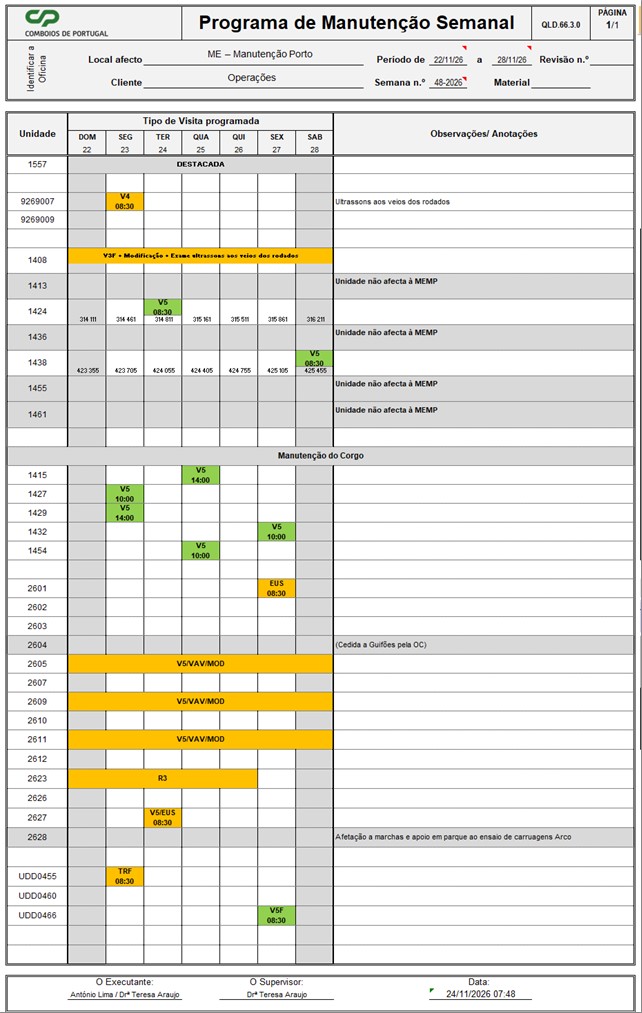 CP
COMBOIOS DE PORTUGAL
Programa de Manutenção Semanal
QLD.66.3.0
PÁGINA
1/1
Identificar a Oficina
Local afecto ME – Manutenção Porto Periodo de 22/11/26 a 28/11/26 Revisão n.º
Cliente Operações Semana n.º 48-2026 Material
Unidade Tipo de Visita programada Observações/ Anotações
DOM SEG TER QUA QUI SEX SAB
22 23 24 25 26 27 28
1557 DESTACADA
9269007 V4 08:30 Ultrassons aos veios dos rodados
9269009
1408 V3F + Modificação + Exame ultrassons aos veios dos rodados
1413 Unidade não afecta à MEMP
1424 V5 08:30
314 111 314 461 314 811 315 161 315 511 315 861 316 211
1436 Unidade não afecta à MEMP
1438 V5 08:30
423 355 423 705 424 055 424 405 424 755 425 105 425 455
1455 Unidade não afecta à MEMP
1461 Unidade não afecta à MEMP
Manutenção do Corgo
1415 V5 14:00
1427 V5 10:00
1429 V5 14:00
1432 V5 10:00
1454 V5 10:00
2601 EUS 08:30
2602
2603
2604 (Cedida a Guifões pela OC)
2605 V5/VAV/MOD
2607
2609 V5/VAV/MOD
2610
2611 V5/VAV/MOD
2612
2623 R3
2626
2627 V5/EUS 08:30
2628 Afetação a marchas e apoio em parque ao ensaio de carruagens Arco
UDD0455 TRF 08:30
UDD0460
UDD0466 V5F 08:30
O Executante: O Supervisor: Data:
António Lima / Drª Teresa Araujo Drª Teresa Araujo 24/11/2026 07:48